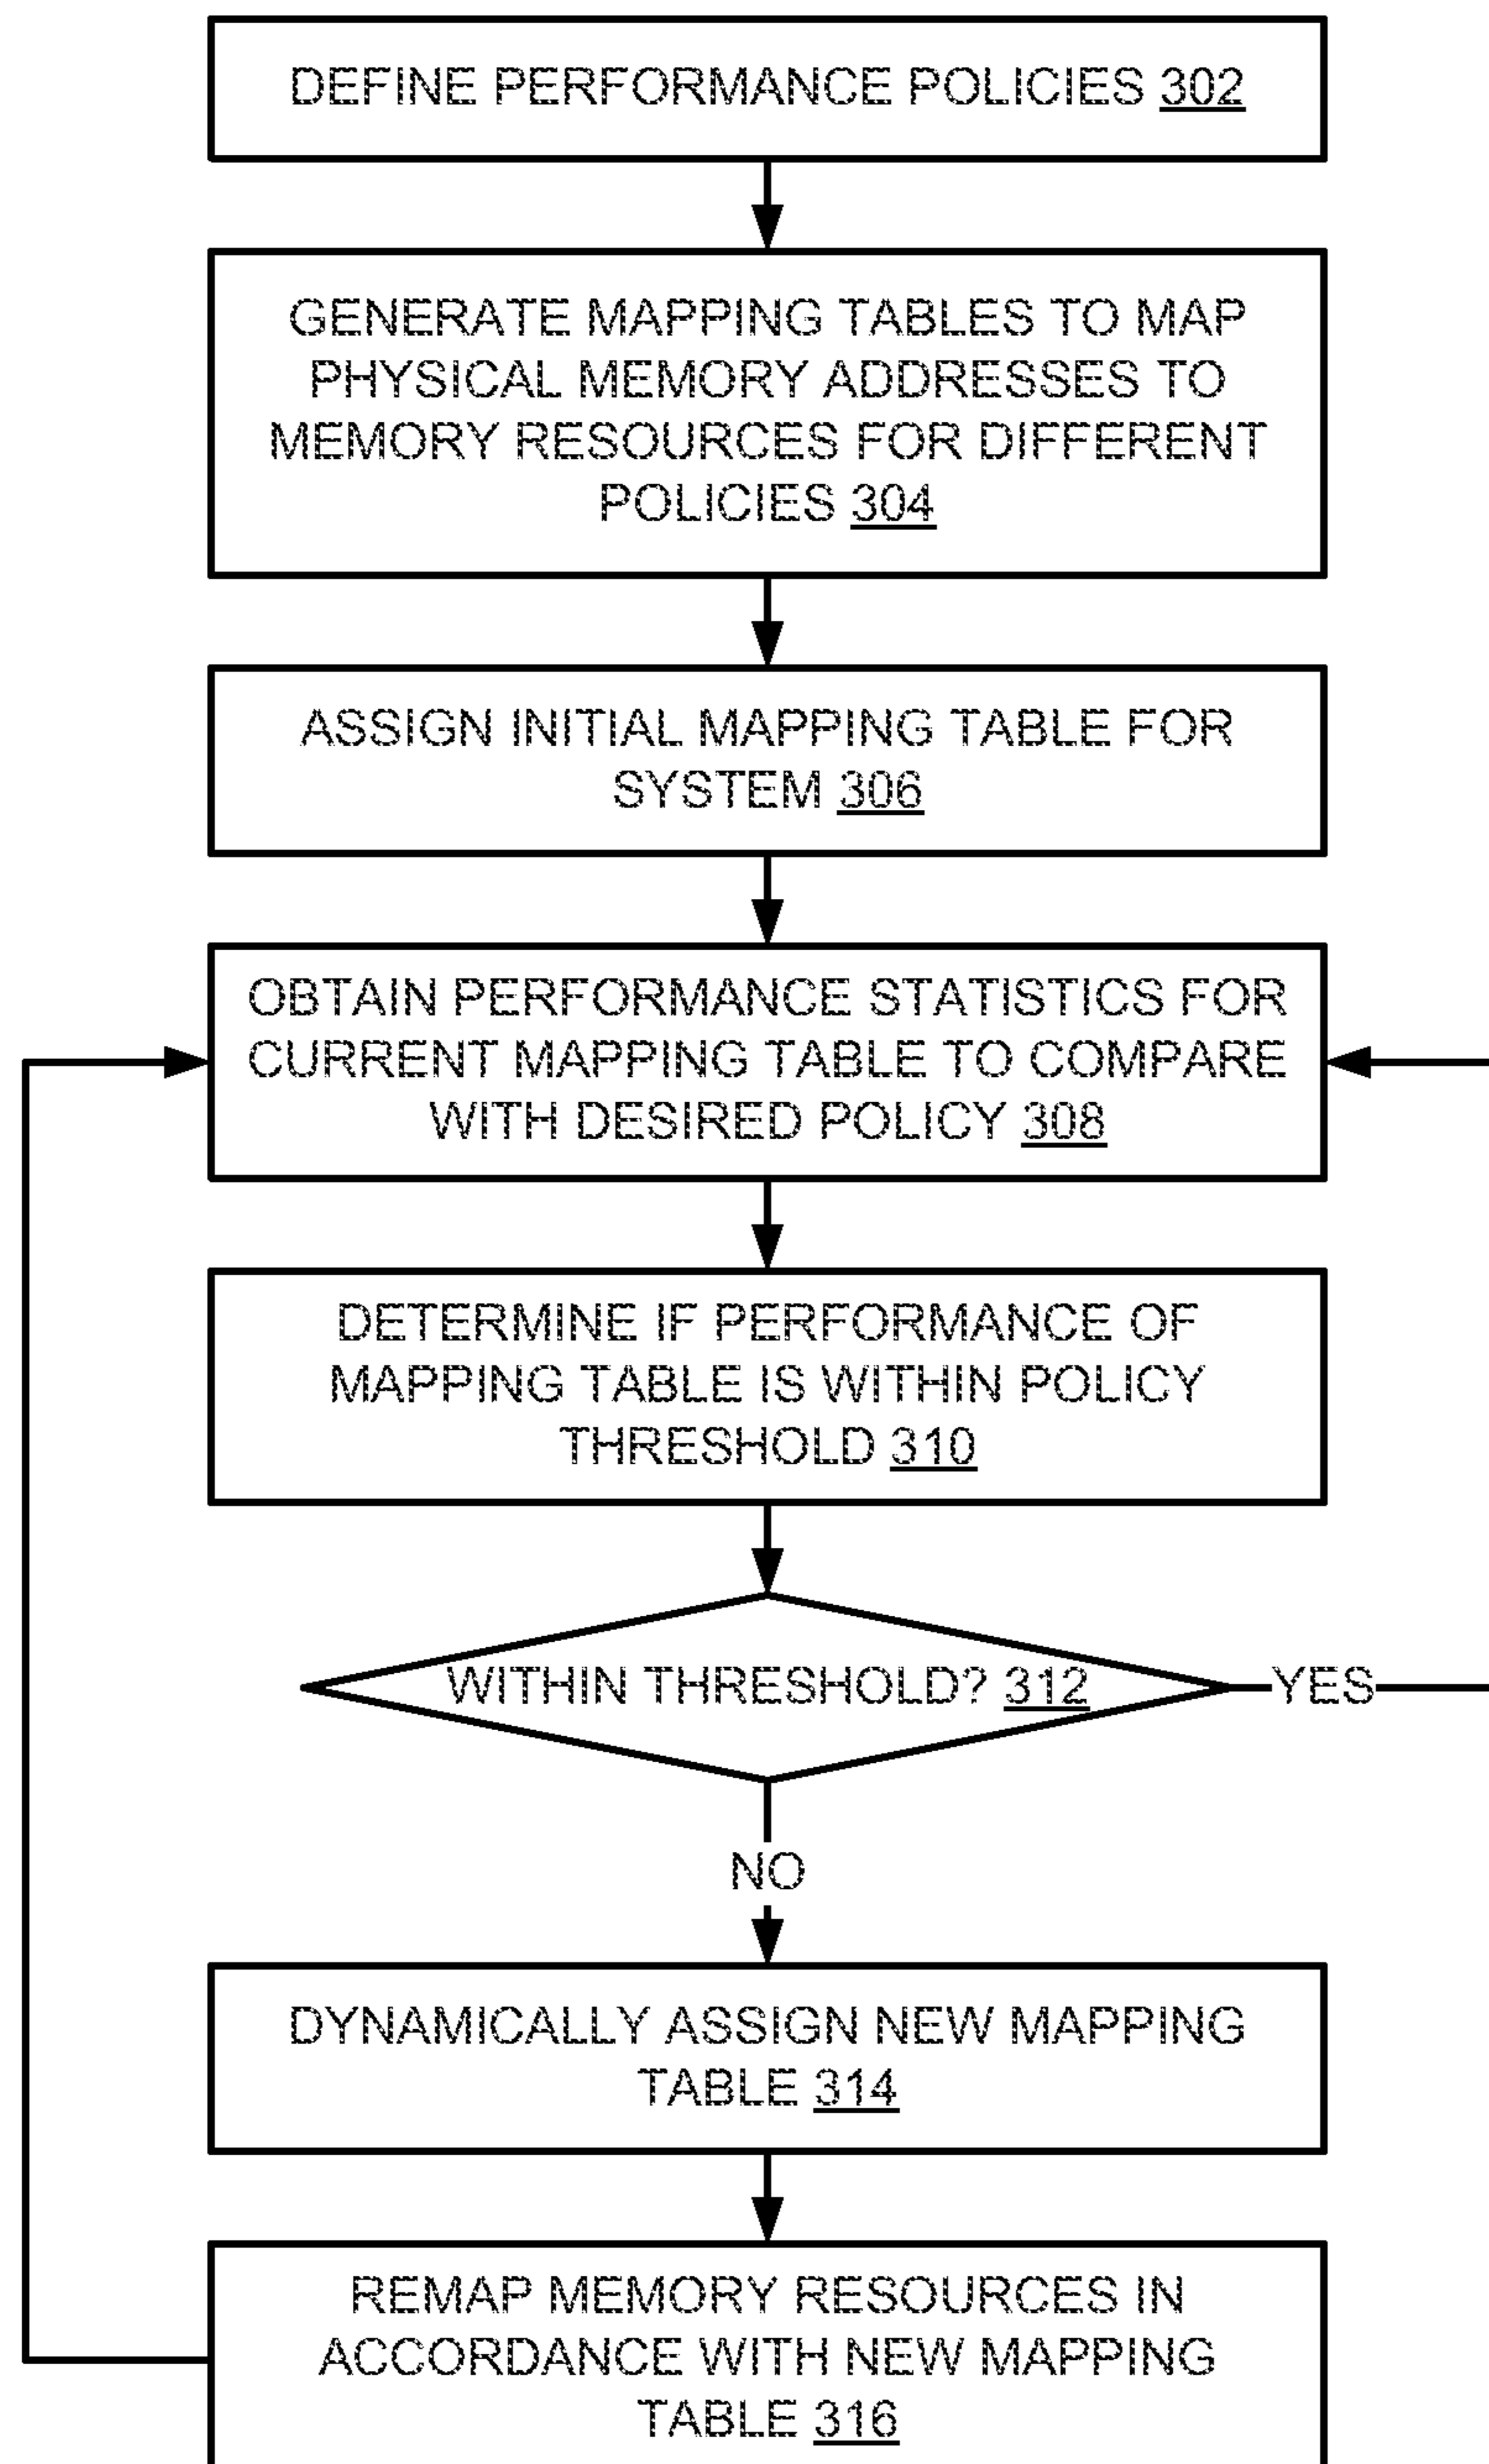 DEFINE PERFORMANCE POLICIES 302
GENERATE MAPPING TABLES TO MAP
PHYSICAL MEMORY ADDRESSES TO
MEMORY RESOURCES FOR DIFFERENT
POLICIES 304
ASSIGN INITIAL MAPPING TABLE FOR
SYSTEM 306
OBTAIN PERFORMANCE STATISTICS FOR
CURRENT MAPPING TABLE TO COMPARE
WITH DESIRED POLICY 308
DETERMINE IF PERFORMANCE OF
MAPPING TABLE IS WITHIN POLICY
THRESHOLD 310
WITHIN THRESHOLD? 312
YES
NO
DYNAMICALLY ASSIGN NEW MAPPING
TABLE 314
REMAP MEMORY RESOURCES IN
ACCORDANCE WITH NEW MAPPING
TABLE 316